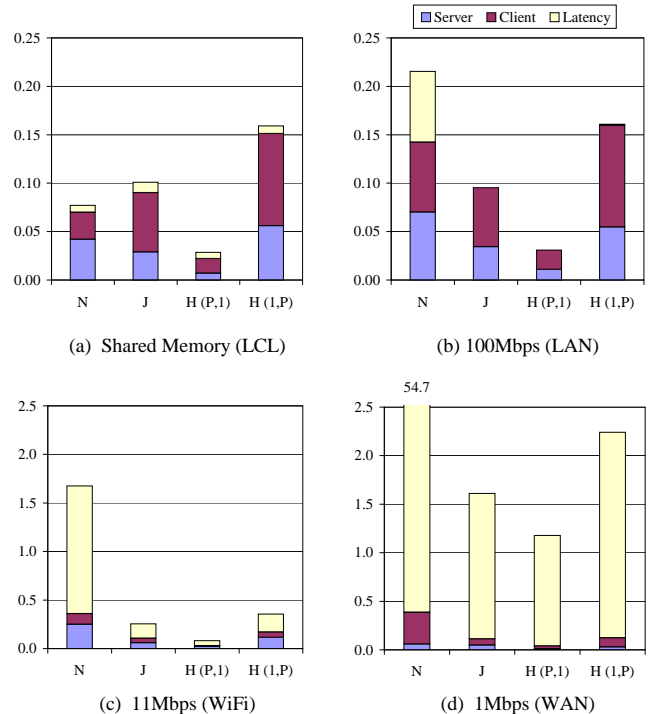 Server Client Latency
0.25
0.20
0.15
0.10
0.05
0.00
N J H (P,1) H (1,P)
(a) Shared Memory (LCL)
0.25
0.20
0.15
0.10
0.05
0.00
N J H (P,1) H (1,P)
(b) 100Mbps (LAN)
2.5
2.0
1.5
1.0
0.5
0.0
N J H (P,1) H (1,P)
(c) 11Mbps (WiFi)
54.7
2.5
2.0
1.5
1.0
0.5
0.0
N J H (P,1) H (1,P)
(d) 1Mbps (WAN)